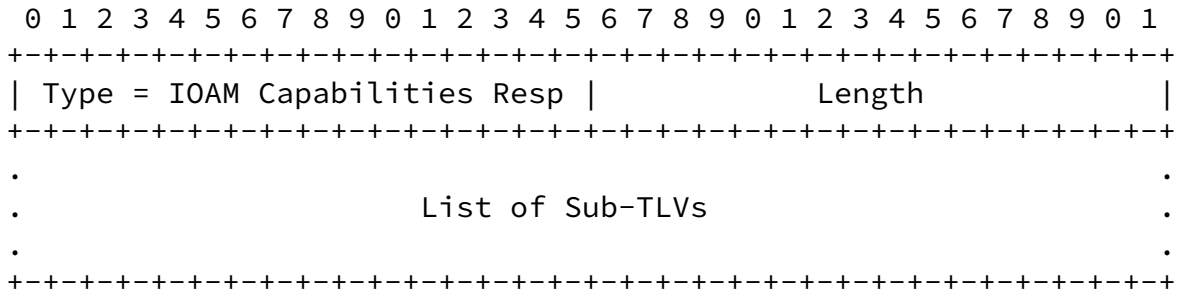 0 1 2 3 4 5 6 7 8 9 0 1 2 3 4 5 6 7 8 9 0 1 2 3 4 5 6 7 8 9 0 1
+-+-+-+-+-+-+-+-+-+-+-+-+-+-+-+-+-+-+-+-+-+-+-+-+-+-+-+-+-+-+-+-+
| Type = IOAM Capabilities Resp |            Length             |
+-+-+-+-+-+-+-+-+-+-+-+-+-+-+-+-+-+-+-+-+-+-+-+-+-+-+-+-+-+-+-+-+
.                                                               .
.                      List of Sub-TLVs                         .
.                                                               .
+-+-+-+-+-+-+-+-+-+-+-+-+-+-+-+-+-+-+-+-+-+-+-+-+-+-+-+-+-+-+-+-+